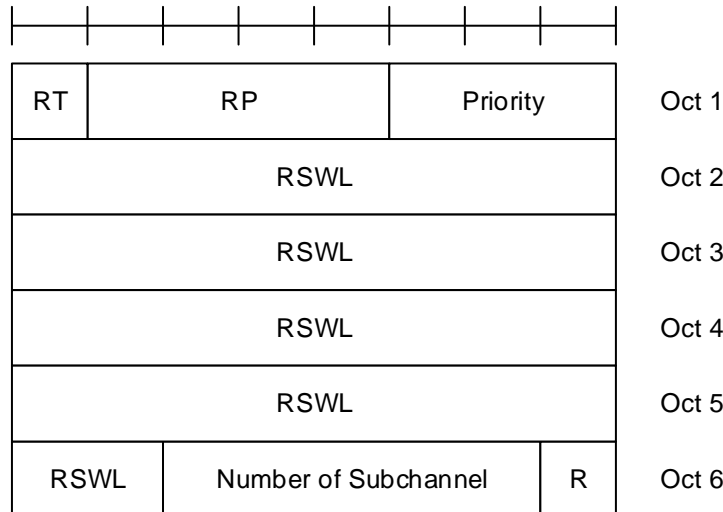 RT RP Priority Oct 1
RSWL Oct 2
RSWL Oct 3
RSWL Oct 4
RSWL Oct 5
RSWL Number of Subchannel R Oct 6